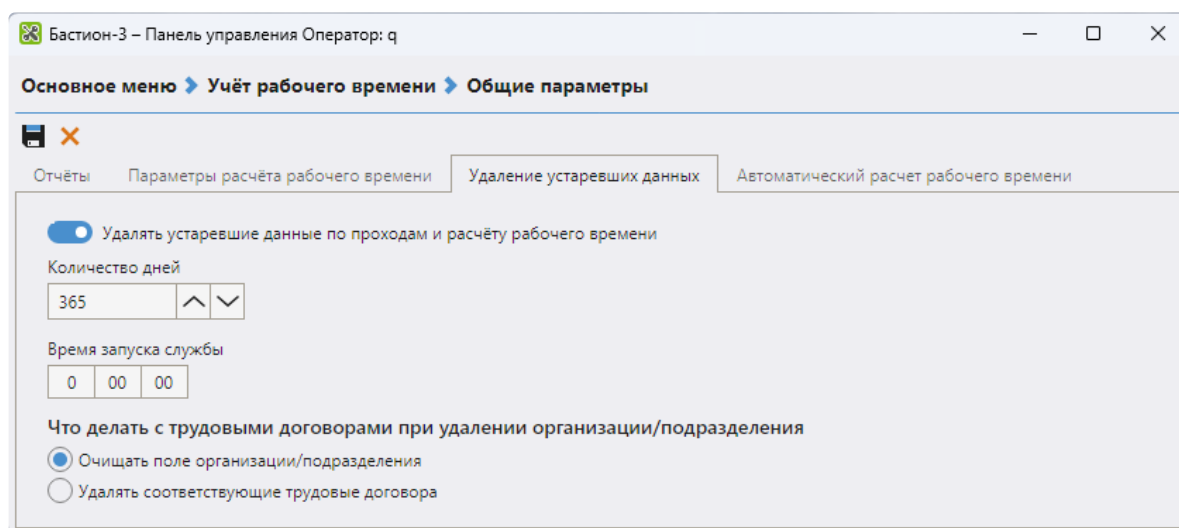 Бастион-3 – Панель управления Оператор: q
Основное меню Учёт рабочего времени Общие параметры
Отчёты Параметры расчёта рабочего времени Удаление устаревших данных Автоматический расчет рабочего времени
Удалять устаревшие данные по проходам и расчёту рабочего времени
Количество дней
365
Время запуска службы
0 00 00
Что делать с трудовыми договорами при удалении организации/подразделения
Очищать поле организации/подразделения
Удалять соответствующие трудовые договора